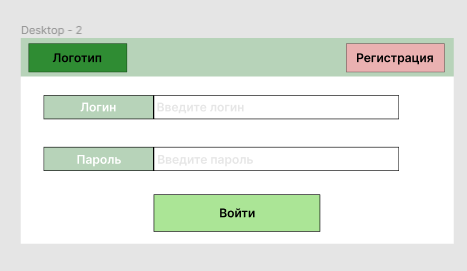 Desktop - 2
Логотип
Регистрация
Логин
Введите логин
Пароль
Введите пароль
Войти